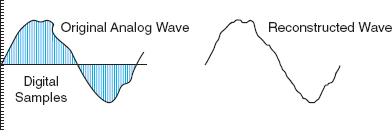 Original Analog Wave
Reconstructed Wave
Digital
Samples